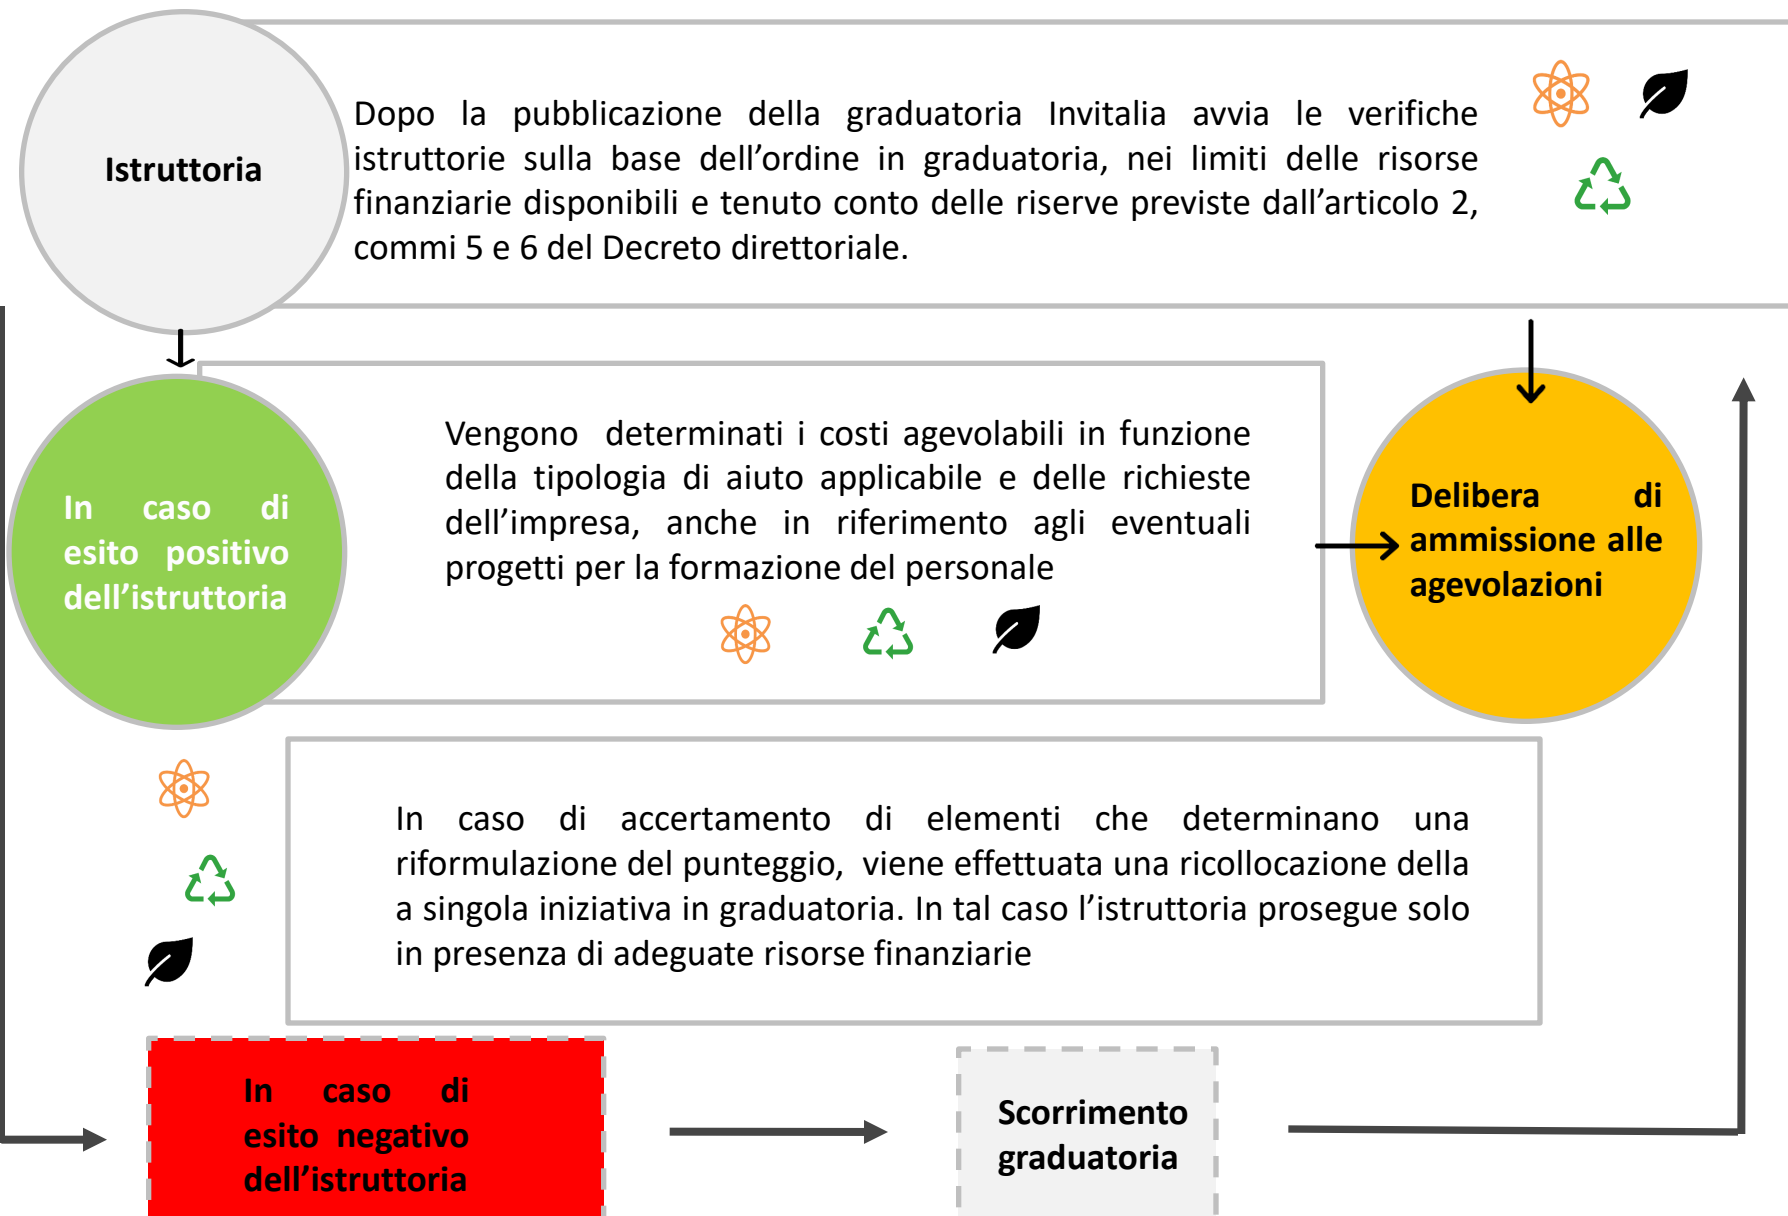 Istruttoria
Dopo la pubblicazione della graduatoria Invitalia avvia le verifiche
istruttorie sulla base dell’ordine in graduatoria, nei limiti delle risorse
finanziarie disponibili e tenuto conto delle riserve previste dall’articolo 2,
commi 5 e 6 del Decreto direttoriale.
In caso di
esito positivo
dell’istruttoria
Vengono determinati i costi agevolabili in funzione
della tipologia di aiuto applicabile e delle richieste
dell’impresa, anche in riferimento agli eventuali
progetti per la formazione del personale
Delibera di
ammissione alle
agevolazioni
In caso di accertamento di elementi che determinano una
riformulazione del punteggio, viene effettuata una ricollocazione della
a singola iniziativa in graduatoria. In tal caso l’istruttoria prosegue solo
in presenza di adeguate risorse finanziarie
In caso di
esito negativo
dell’istruttoria
Scorrimento
graduatoria